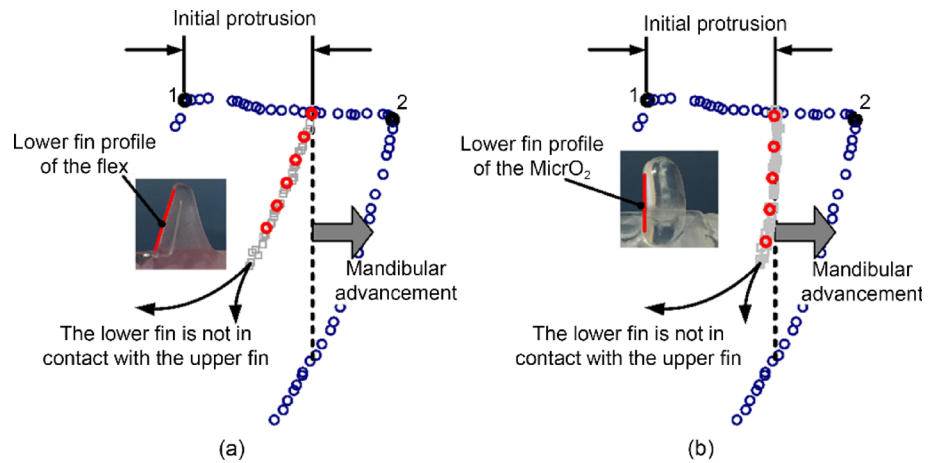 Initial protrusion
1
2
Lower fin profile
of the flex
Mandibular
advancement
The lower fin is not in
contact with the upper fin
(a)
Initial protrusion
1
2
Lower fin profile
of the MicrO₂
Mandibular
advancement
The lower fin is not in
contact with the upper fin
(b)